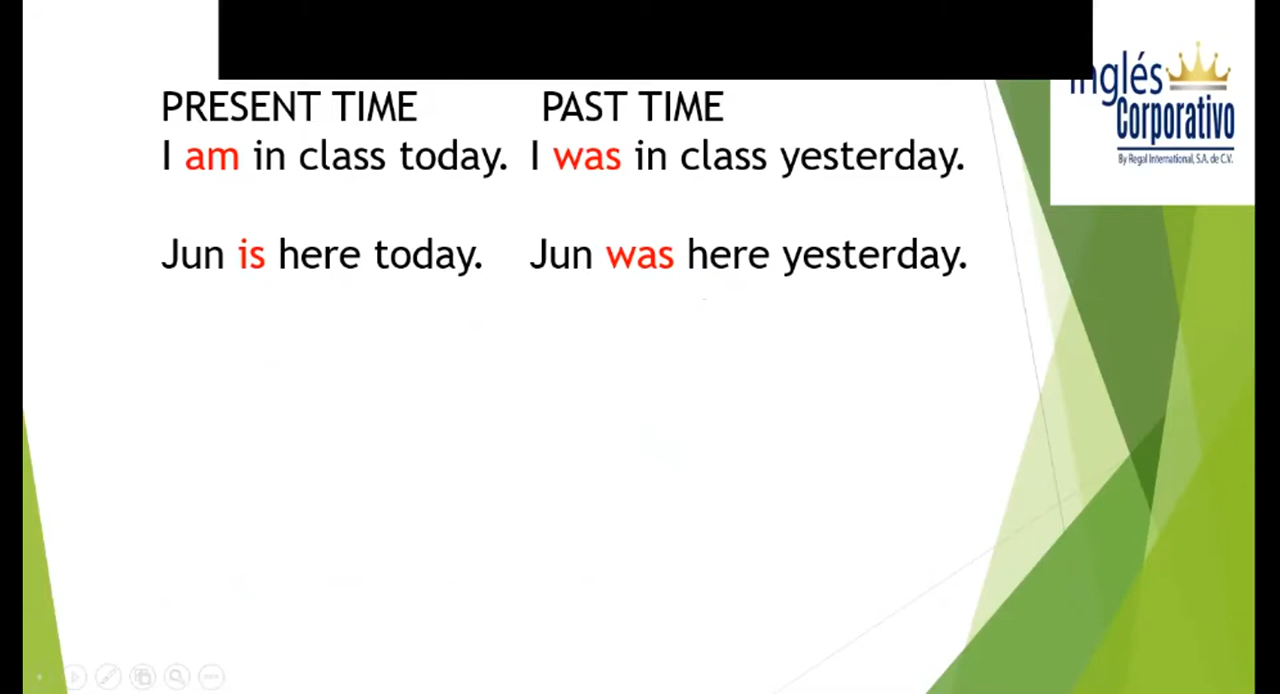 PRESENT TIME PAST TIME
I am in class today. I was in class yesterday.
Jun is here today. Jun was here yesterday.
Inglés
Corporativo
By Regal International, S.A. de C.V.